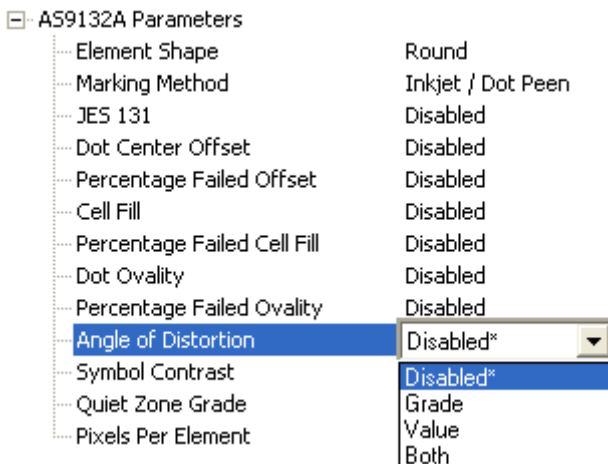 AS9132A Parameters
Element Shape Round
Marking Method Inkjet / Dot Peen
JES 131 Disabled
Dot Center Offset Disabled
Percentage Failed Offset Disabled
Cell Fill Disabled
Percentage Failed Cell Fill Disabled
Dot Ovality Disabled
Percentage Failed Ovality Disabled
Angle of Distortion Disabled*
Symbol Contrast Disabled*
Quiet Zone Grade Grade
Pixels Per Element Value
Both